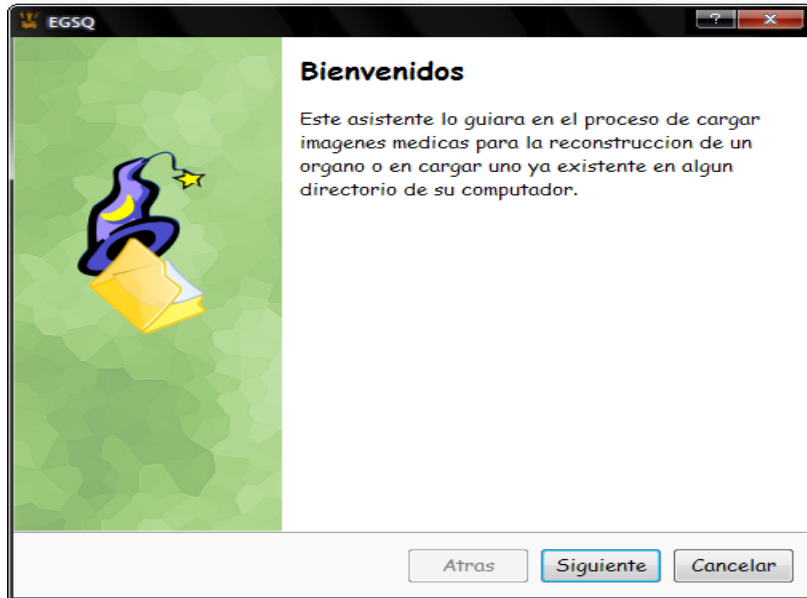 EGSQ
Bienvenidos
Este asistente lo guiara en el proceso de cargar
imagenes medicas para la reconstruccion de un
organo o en cargar uno ya existente en algun
directorio de su computador.
Atras
Siguiente
Cancelar